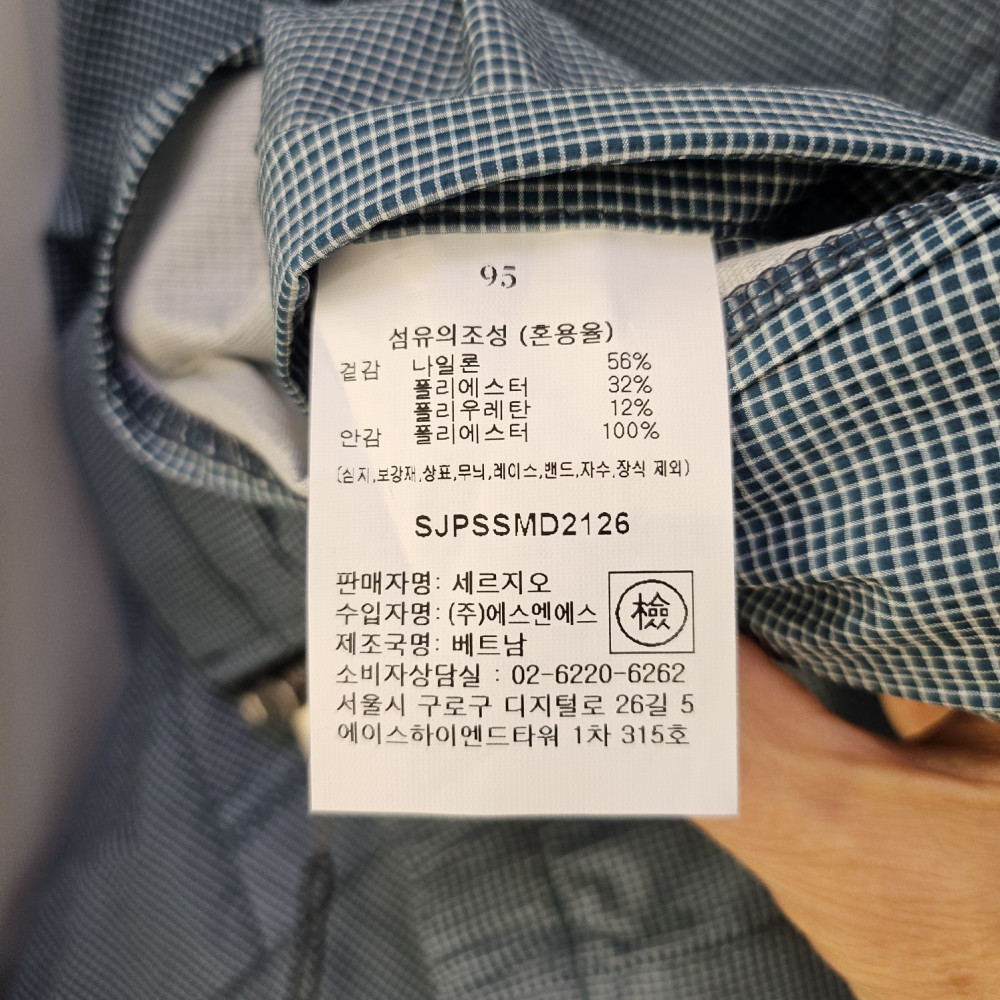 95
섬유의조성 (혼용율)
겉감 나일론 56%
폴리에스터 32%
폴리우레탄 12%
안감 폴리에스터 100%
(심지,보강재,상표,무늬,레이스,밴드,자수,장식 제외)
SJPSSMD2126
판매자명: 세르지오
수입자명: (주)에스엔에스
檢
제조국명: 베트남
소비자상담실 : 02-6220-6262
서울시 구로구 디지털로 26길 5
에이스하이엔드타워 1차 315호